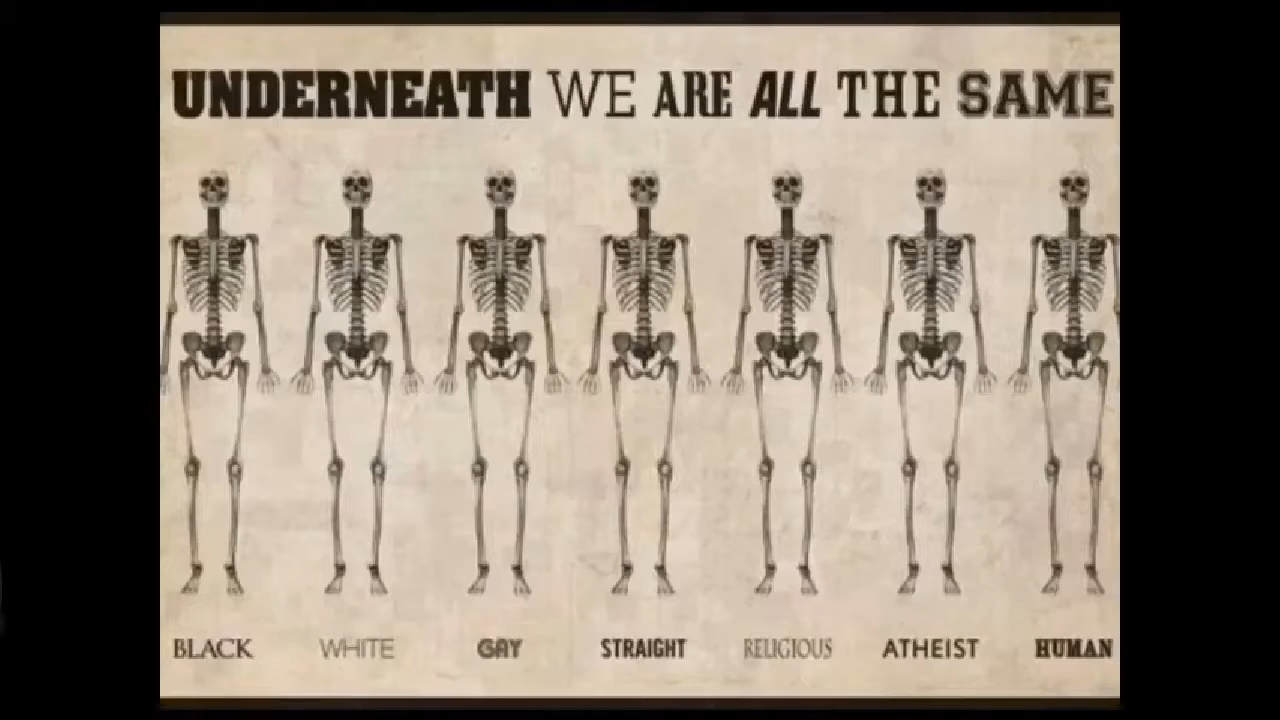 UNDERNEATH WE ARE ALL THE SAME
BLACK WHITE GAY STRAIGHT RELIGIOUS ATHEIST HUMAN